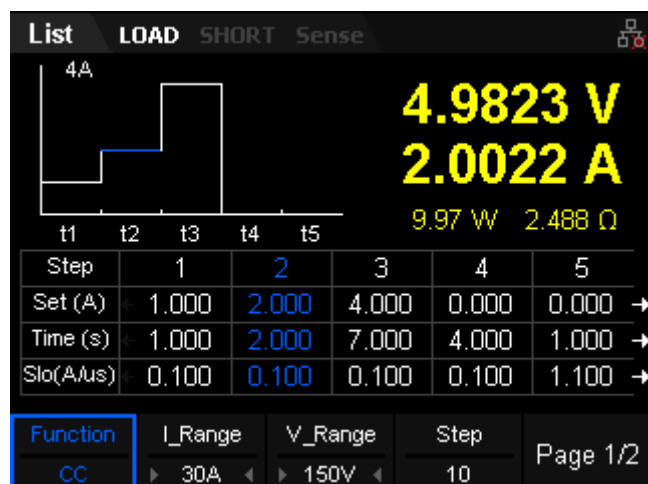 List LOAD SHORT Sense
4A
4.9823 V
2.0022 A
9.97 W 2.488 Ω
t1 t2 t3 t4 t5
Step 1 2 3 4 5
Set (A) 1.000 2.000 4.000 0.000 0.000
Time (s) 1.000 2.000 7.000 4.000 1.000
Slo(A/us) 0.100 0.100 0.100 0.100 1.100
Function I_Range V_Range Step Page 1/2
CC 30A 150V 10